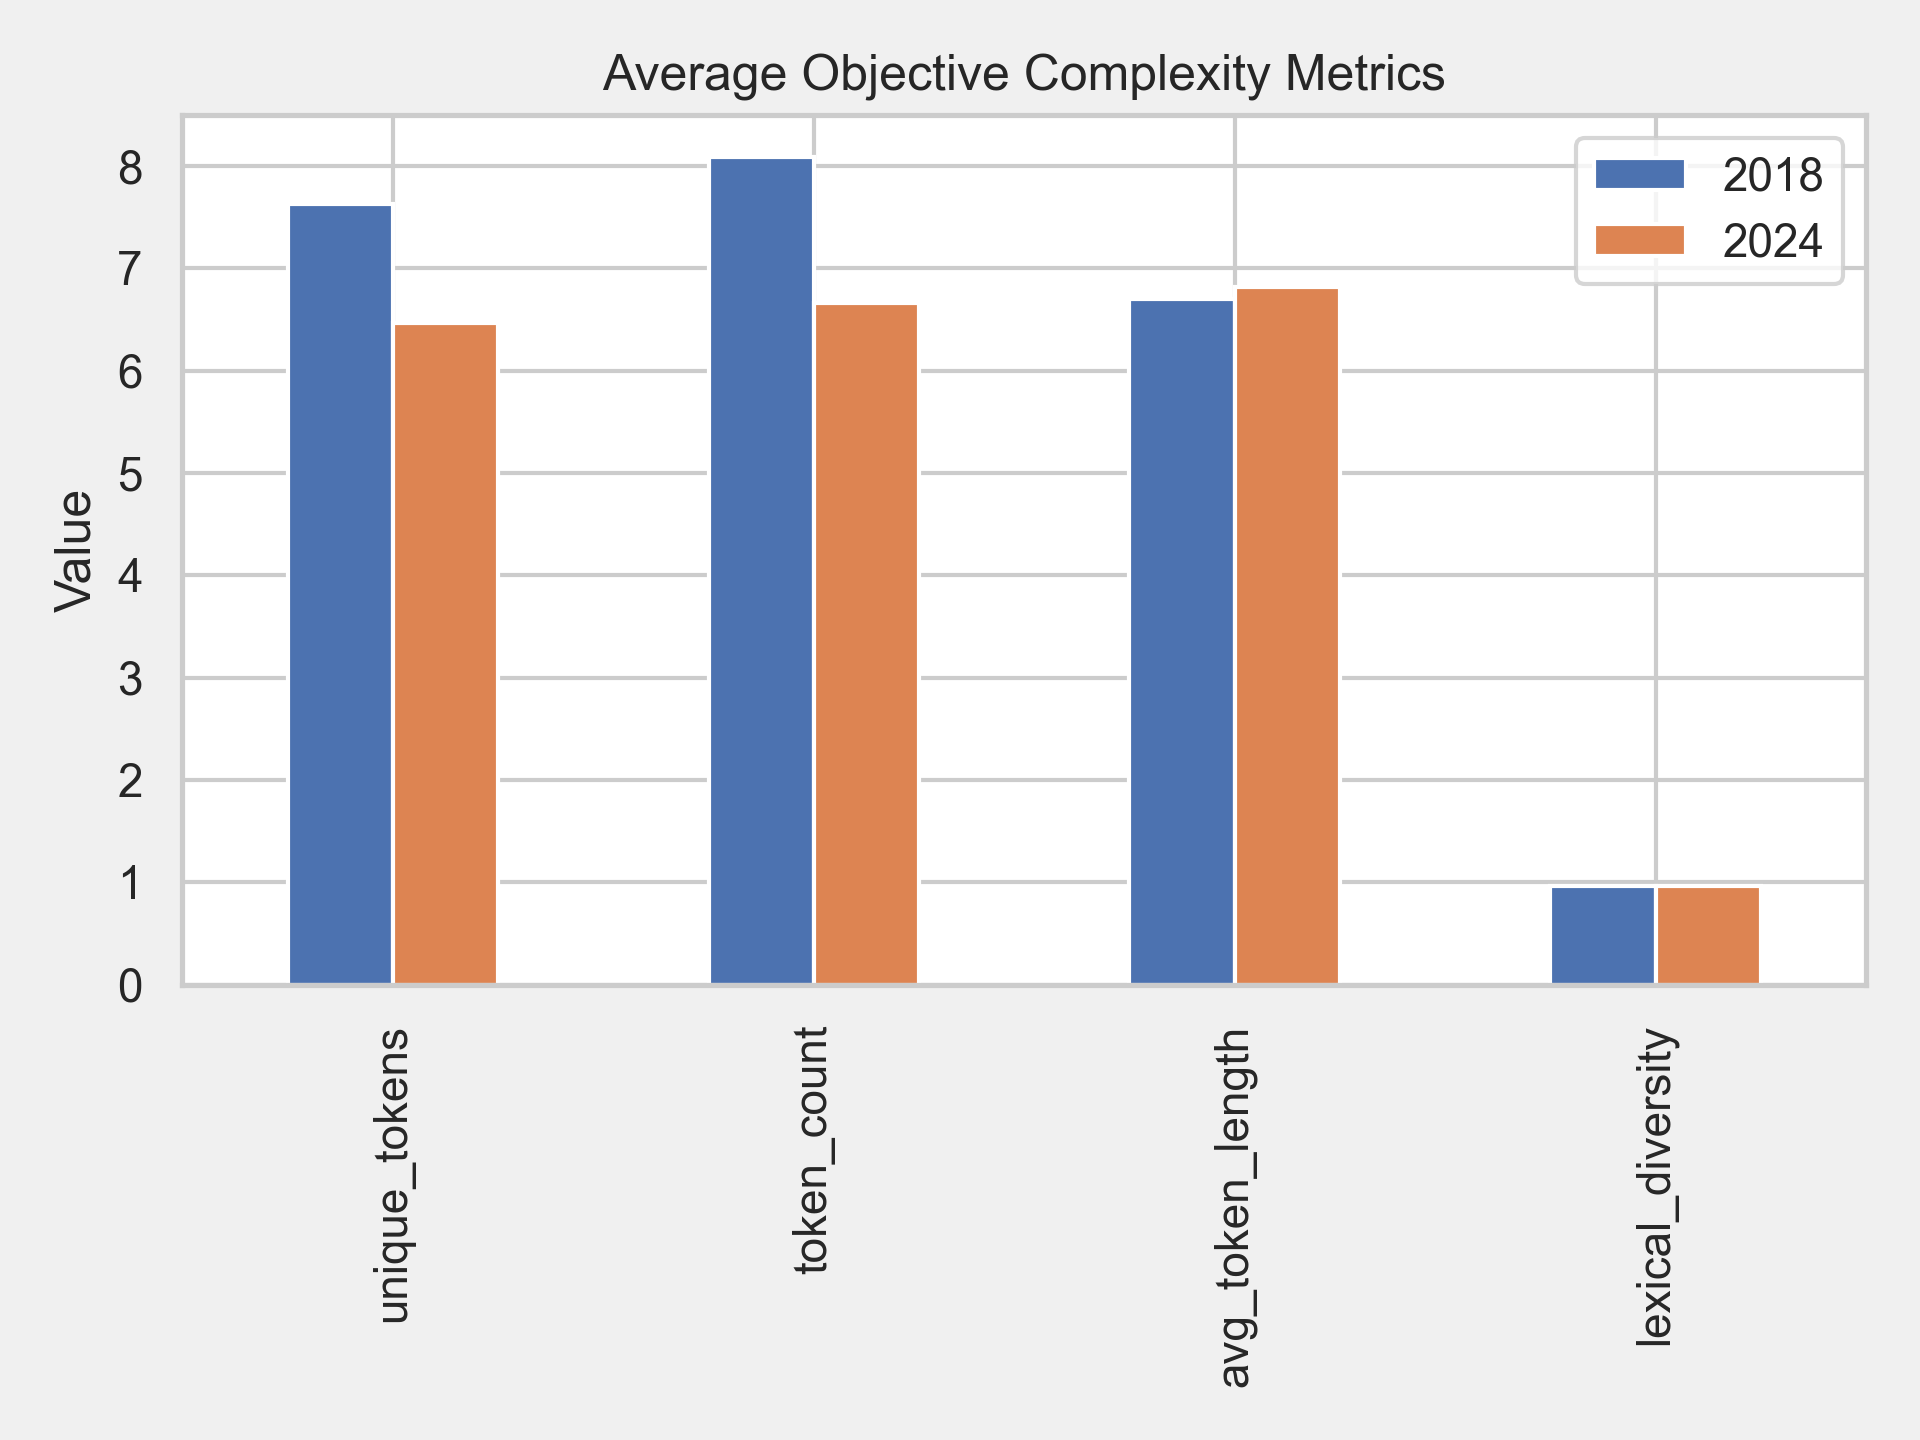 Average Objective Complexity Metrics
2018
2024
8
7
6
5
4
3
2
1
0
Value
unique_tokens
token_count
avg_token_length
lexical_diversity